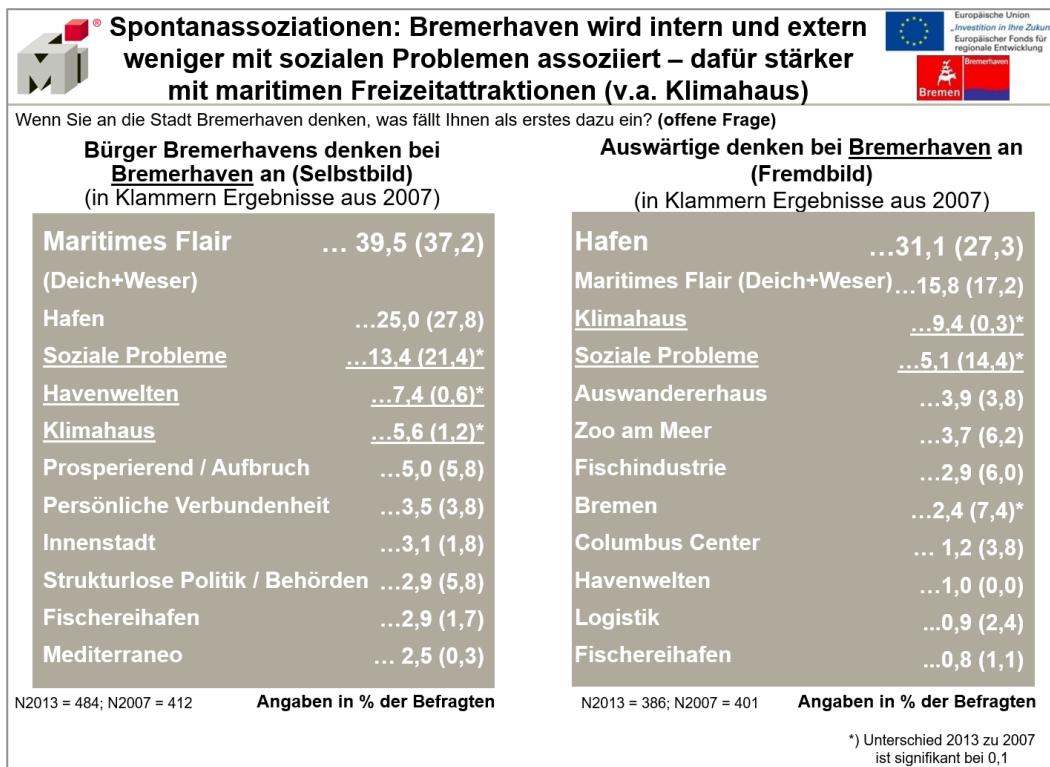 Spontanassoziationen: Bremerhaven wird intern und extern
weniger mit sozialen Problemen assoziiert – dafür stärker
mit maritimen Freizeitattraktionen (v.a. Klimahaus)
®
Europäische Union
„Investition in Ihre Zukun
Europäischer Fonds für
regionale Entwicklung
Bremen
Bremerhaven
Wenn Sie an die Stadt Bremerhaven denken, was fällt Ihnen als erstes dazu ein? (offene Frage)
Bürger Bremerhavens denken bei
Bremerhaven an (Selbstbild)
(in Klammern Ergebnisse aus 2007)
Maritimes Flair … 39,5 (37,2)
(Deich+Weser)
Hafen …25,0 (27,8)
Soziale Probleme …13,4 (21,4)*
Havenwelten …7,4 (0,6)*
Klimahaus …5,6 (1,2)*
Prosperierend / Aufbruch …5,0 (5,8)
Persönliche Verbundenheit …3,5 (3,8)
Innenstadt …3,1 (1,8)
Strukturlose Politik / Behörden …2,9 (5,8)
Fischereihafen …2,9 (1,7)
Mediterraneo … 2,5 (0,3)
N2013 = 484; N2007 = 412 Angaben in % der Befragten
Auswärtige denken bei Bremerhaven an
(Fremdbild)
(in Klammern Ergebnisse aus 2007)
Hafen …31,1 (27,3)
Maritimes Flair (Deich+Weser) …15,8 (17,2)
Klimahaus …9,4 (0,3)*
Soziale Probleme …5,1 (14,4)*
Auswandererhaus …3,9 (3,8)
Zoo am Meer …3,7 (6,2)
Fischindustrie …2,9 (6,0)
Bremen …2,4 (7,4)*
Columbus Center … 1,2 (3,8)
Havenwelten …1,0 (0,0)
Logistik ...0,9 (2,4)
Fischereihafen ...0,8 (1,1)
N2013 = 386; N2007 = 401 Angaben in % der Befragten
*) Unterschied 2013 zu 2007
ist signifikant bei 0,1